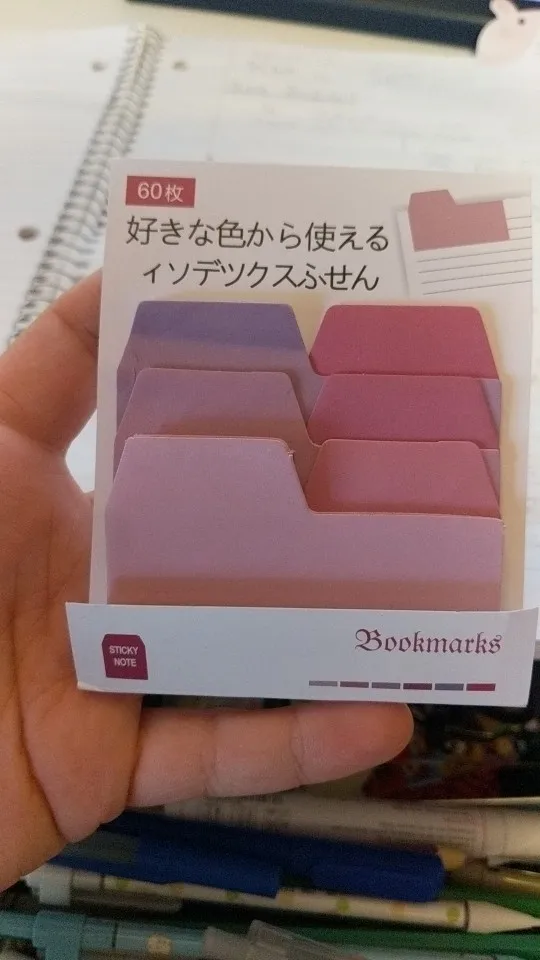 60枚
好きな色から使える
ィソデツクスふせん
STICKY
NOTE
Bookmarks